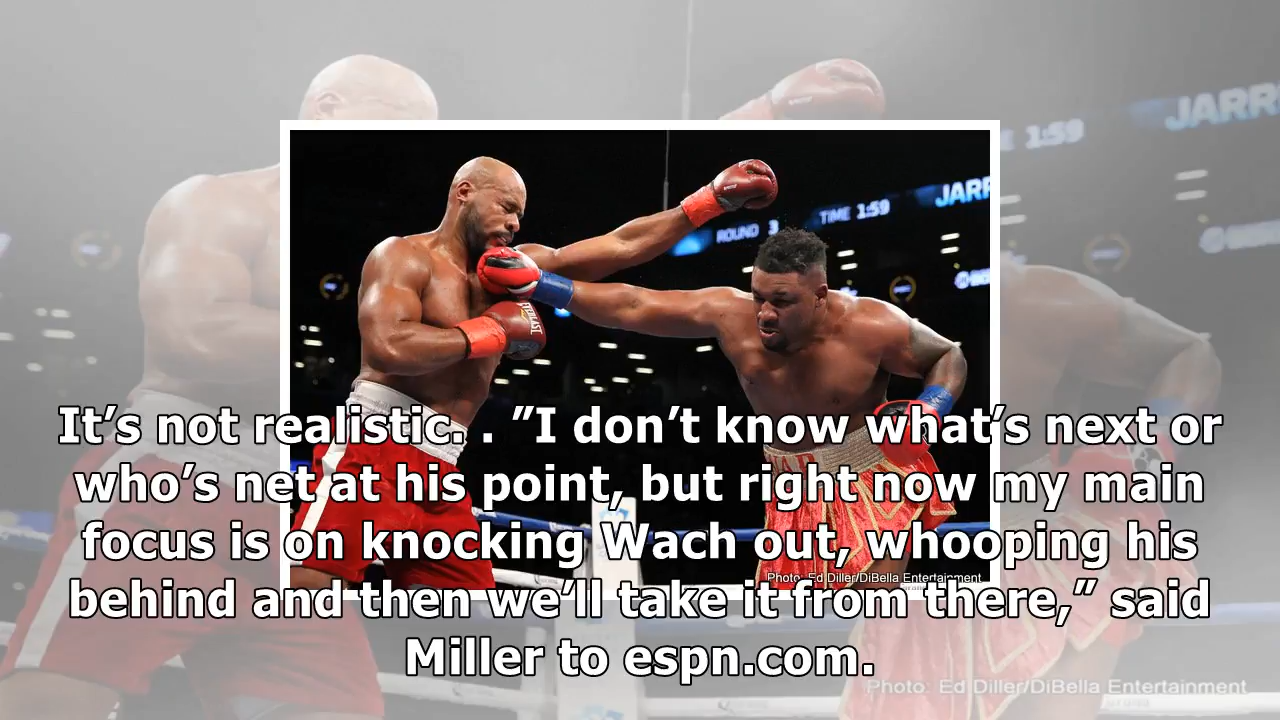 JARR
1:59
JARR
TIME 1:59
ROUND 3
EVERLAST
It’s not realistic. . ”I don’t know what’s next or
who’s net at his point, but right now my main
focus is on knocking Wach out, whooping his
behind and then we’ll take it from there,” said
Miller to espn.com.
Photo: Ed Diller/DiBella Entertainment
Photo: Ed Diller/DiBella Entertainment